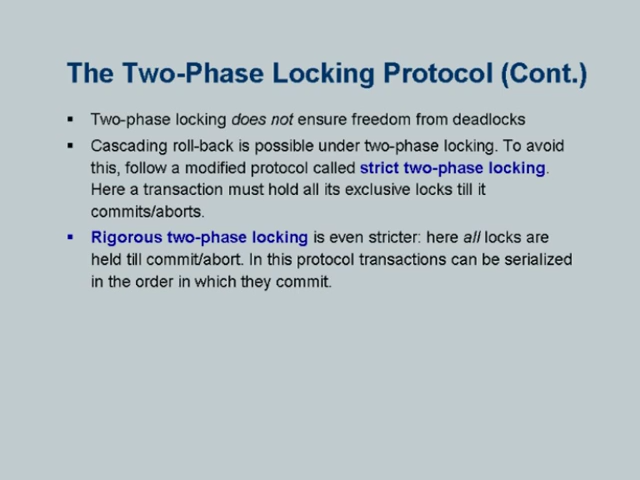 The Two-Phase Locking Protocol (Cont.)
▪ Two-phase locking does not ensure freedom from deadlocks
▪ Cascading roll-back is possible under two-phase locking. To avoid
this, follow a modified protocol called strict two-phase locking.
Here a transaction must hold all its exclusive locks till it
commits/aborts.
▪ Rigorous two-phase locking is even stricter: here all locks are
held till commit/abort. In this protocol transactions can be serialized
in the order in which they commit.